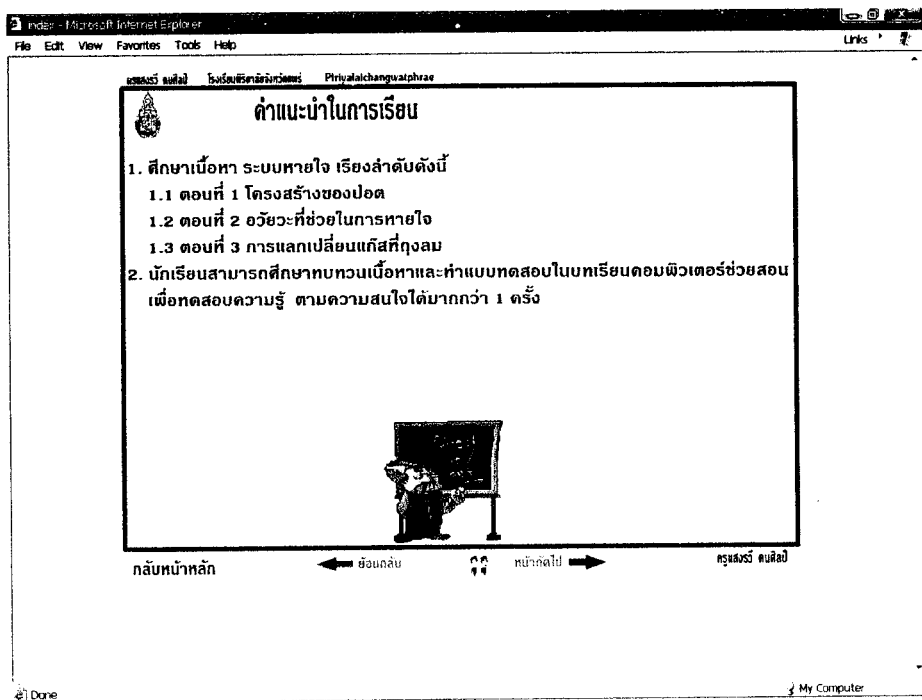 index - Microsoft Internet Explorer
File Edit View Favorites Tools Help
Links
ครูแสงรวี คนศิลป์ โรงเรียนพิริยาลัยจังหวัดแพร่ Piriyalaichangwatphrae
คำแนะนำในการเรียน
1. ศึกษาเนื้อหา ระบบหายใจ เรียงลำดับดังนี้
1.1 ตอนที่ 1 โครงสร้างของปอด
1.2 ตอนที่ 2 อวัยวะที่ช่วยในการหายใจ
1.3 ตอนที่ 3 การแลกเปลี่ยนแก๊สที่ถุงลม
2. นักเรียนสามารถศึกษาทบทวนเนื้อหาและทำแบบทดสอบในบทเรียนคอมพิวเตอร์ช่วยสอน
เพื่อทดสอบความรู้ ตามความสนใจได้มากกว่า 1 ครั้ง
กลับหน้าหลัก ย้อนกลับ หน้าถัดไป ครูแสงรวี คนศิลป์
Done My Computer